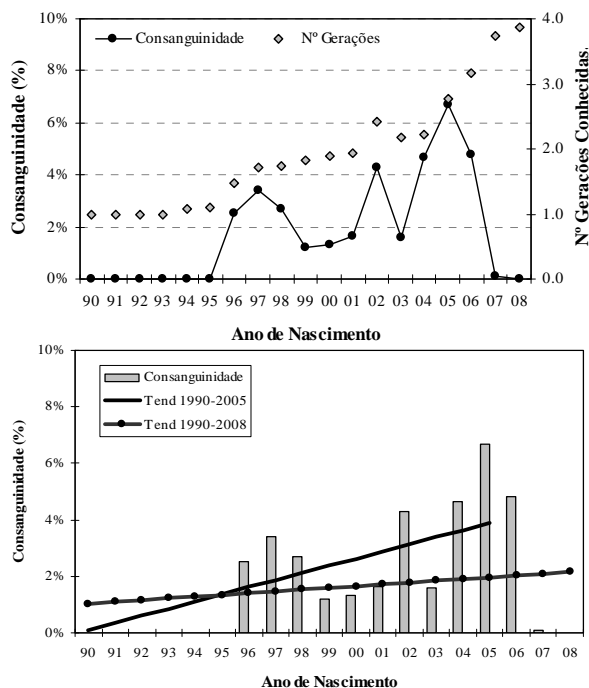 10%
8%
6%
4%
2%
0%
Consanguinidade (%)
Consanguinidade
Nº Gerações
4.0
3.0
2.0
1.0
0.0
Nº Gerações Conhecidas.
90 91 92 93 94 95 96 97 98 99 00 01 02 03 04 05 06 07 08
Ano de Nascimento
10%
8%
6%
4%
2%
0%
Consanguinidade (%)
Consanguinidade
Tend 1990-2005
Tend 1990-2008
90 91 92 93 94 95 96 97 98 99 00 01 02 03 04 05 06 07 08
Ano de Nascimento